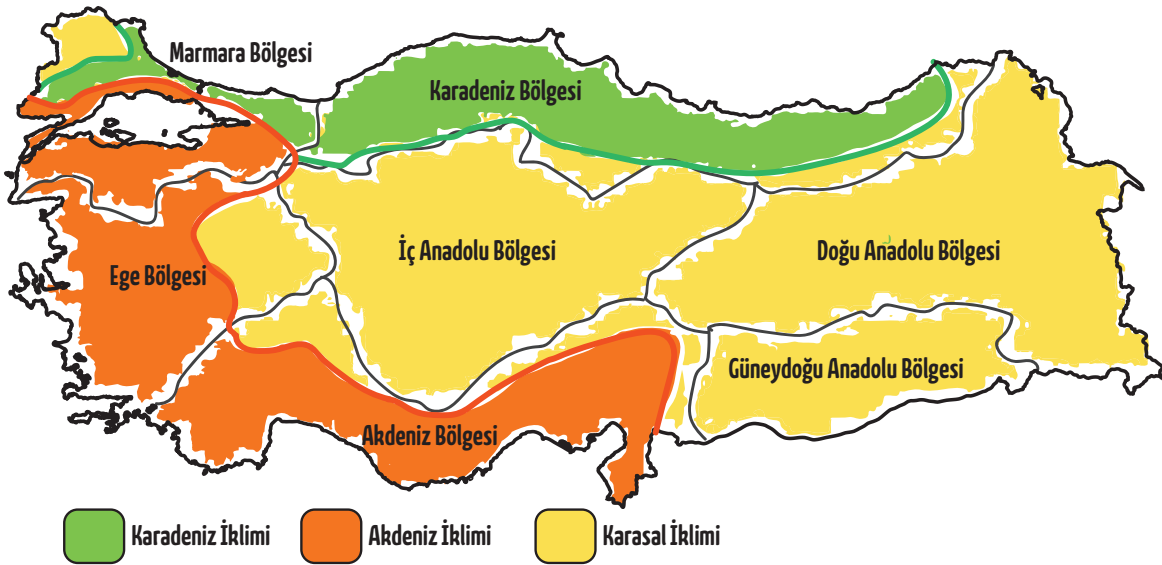 Marmara Bölgesi
Karadeniz Bölgesi
İç Anadolu Bölgesi
Doğu Anadolu Bölgesi
Ege Bölgesi
Güneydoğu Anadolu Bölgesi
Akdeniz Bölgesi
Karadeniz İklimi
Akdeniz İklimi
Karasal İklimi